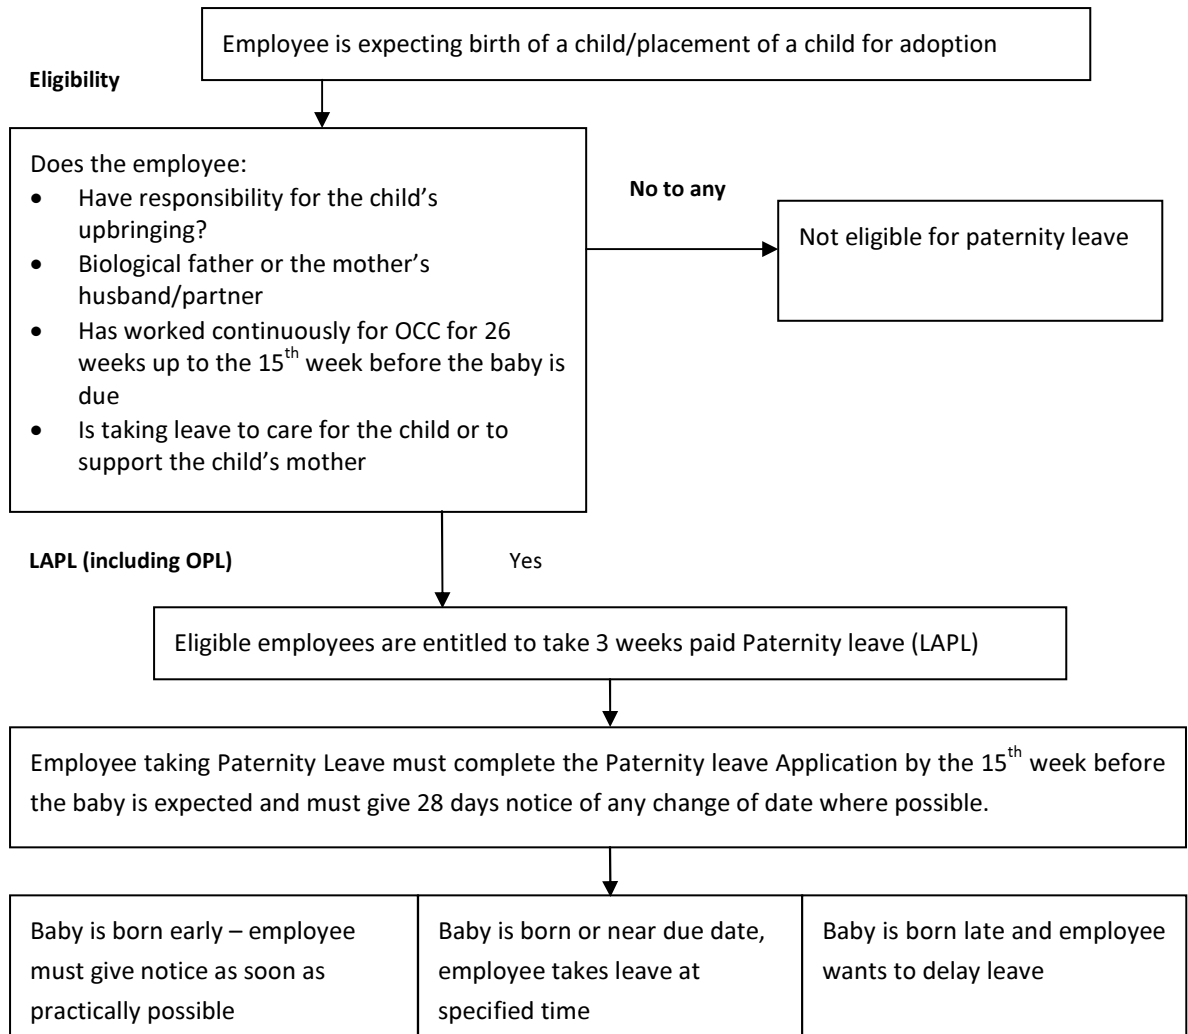 Employee is expecting birth of a child/placement of a child for adoption
Eligibility
Does the employee:
• Have responsibility for the child's
upbringing?
• Biological father or the mother's
husband/partner
• Has worked continuously for OCC for 26
weeks up to the 15th week before the baby is
due
• Is taking leave to care for the child or to
support the child's mother
No to any
Not eligible for paternity leave
LAPL (including OPL)
Yes
Eligible employees are entitled to take 3 weeks paid Paternity leave (LAPL)
Employee taking Paternity Leave must complete the Paternity leave Application by the 15th week before
the baby is expected and must give 28 days notice of any change of date where possible.
Baby is born early – employee
must give notice as soon as
practically possible
Baby is born or near due date,
employee takes leave at
specified time
Baby is born late and employee
wants to delay leave